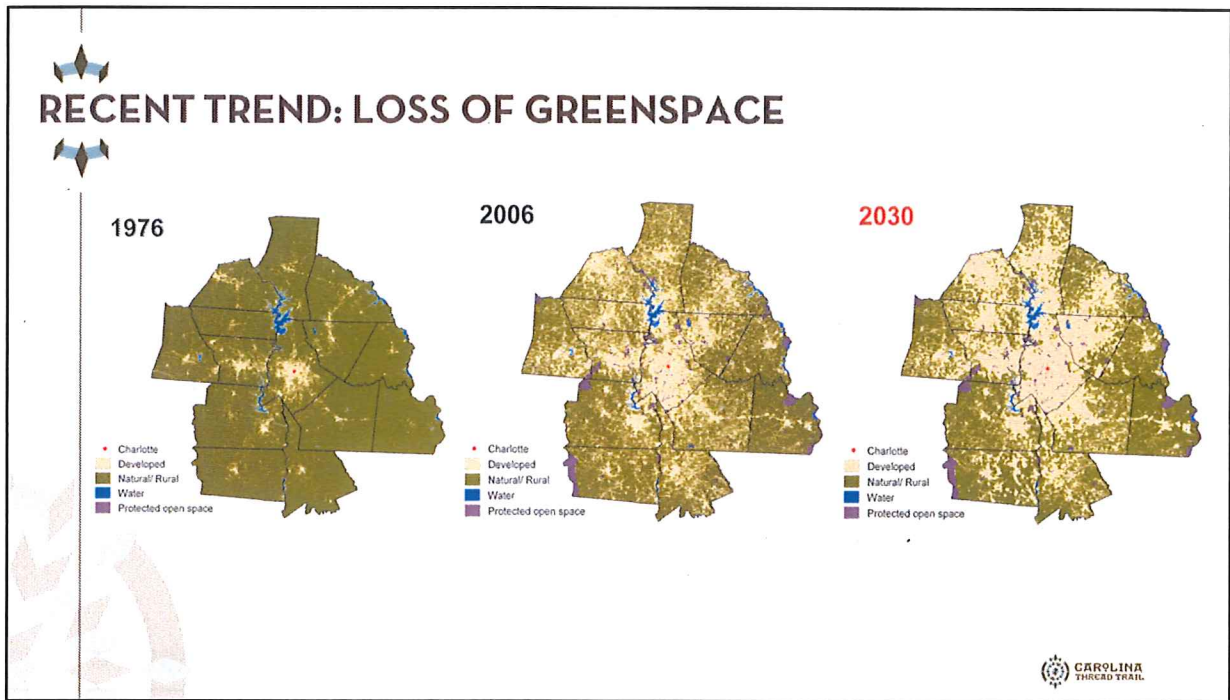 RECENT TREND: LOSS OF GREENSPACE
1976
Charlotte
Developed
Natural/ Rural
Water
Protected open space
2006
Charlotte
Developed
Natural/ Rural
Water
Protected open space
2030
Charlotte
Developed
Natural/ Rural
Water
Protected open space
CAROLINA
THREAD TRAIL